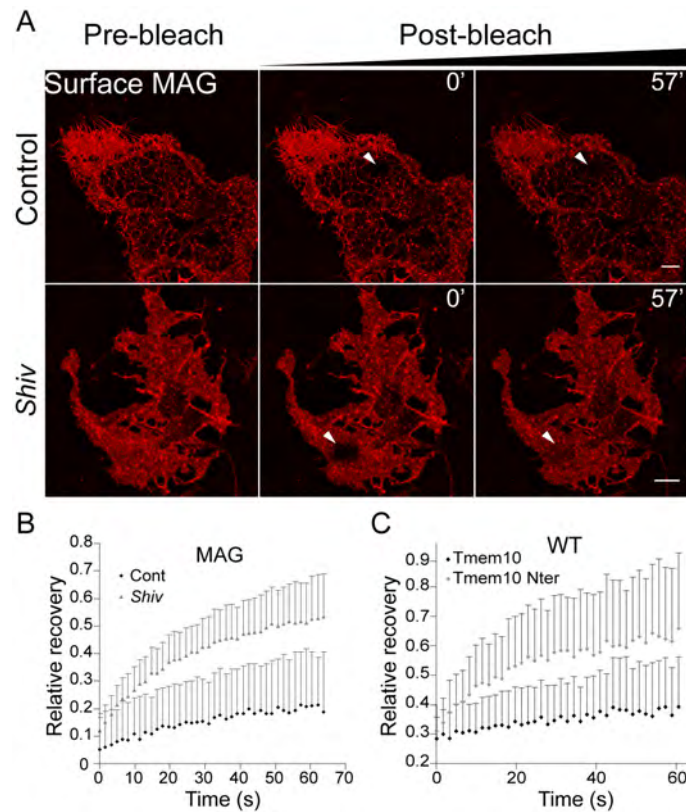 A
Pre-bleach
Post-bleach
Surface MAG
0'
57'
Control
0'
57'
Shiv
B
MAG
Cont
Shiv
Relative recovery
0.8
0.7
0.6
0.5
0.4
0.3
0.2
0.1
0
0 10 20 30 40 50 60 70
Time (s)
C
WT
Tmem10
Tmem10 Nter
Relative recovery
0.9
0.8
0.7
0.6
0.5
0.4
0.3
0.2
0 20 40 60
Time (s)